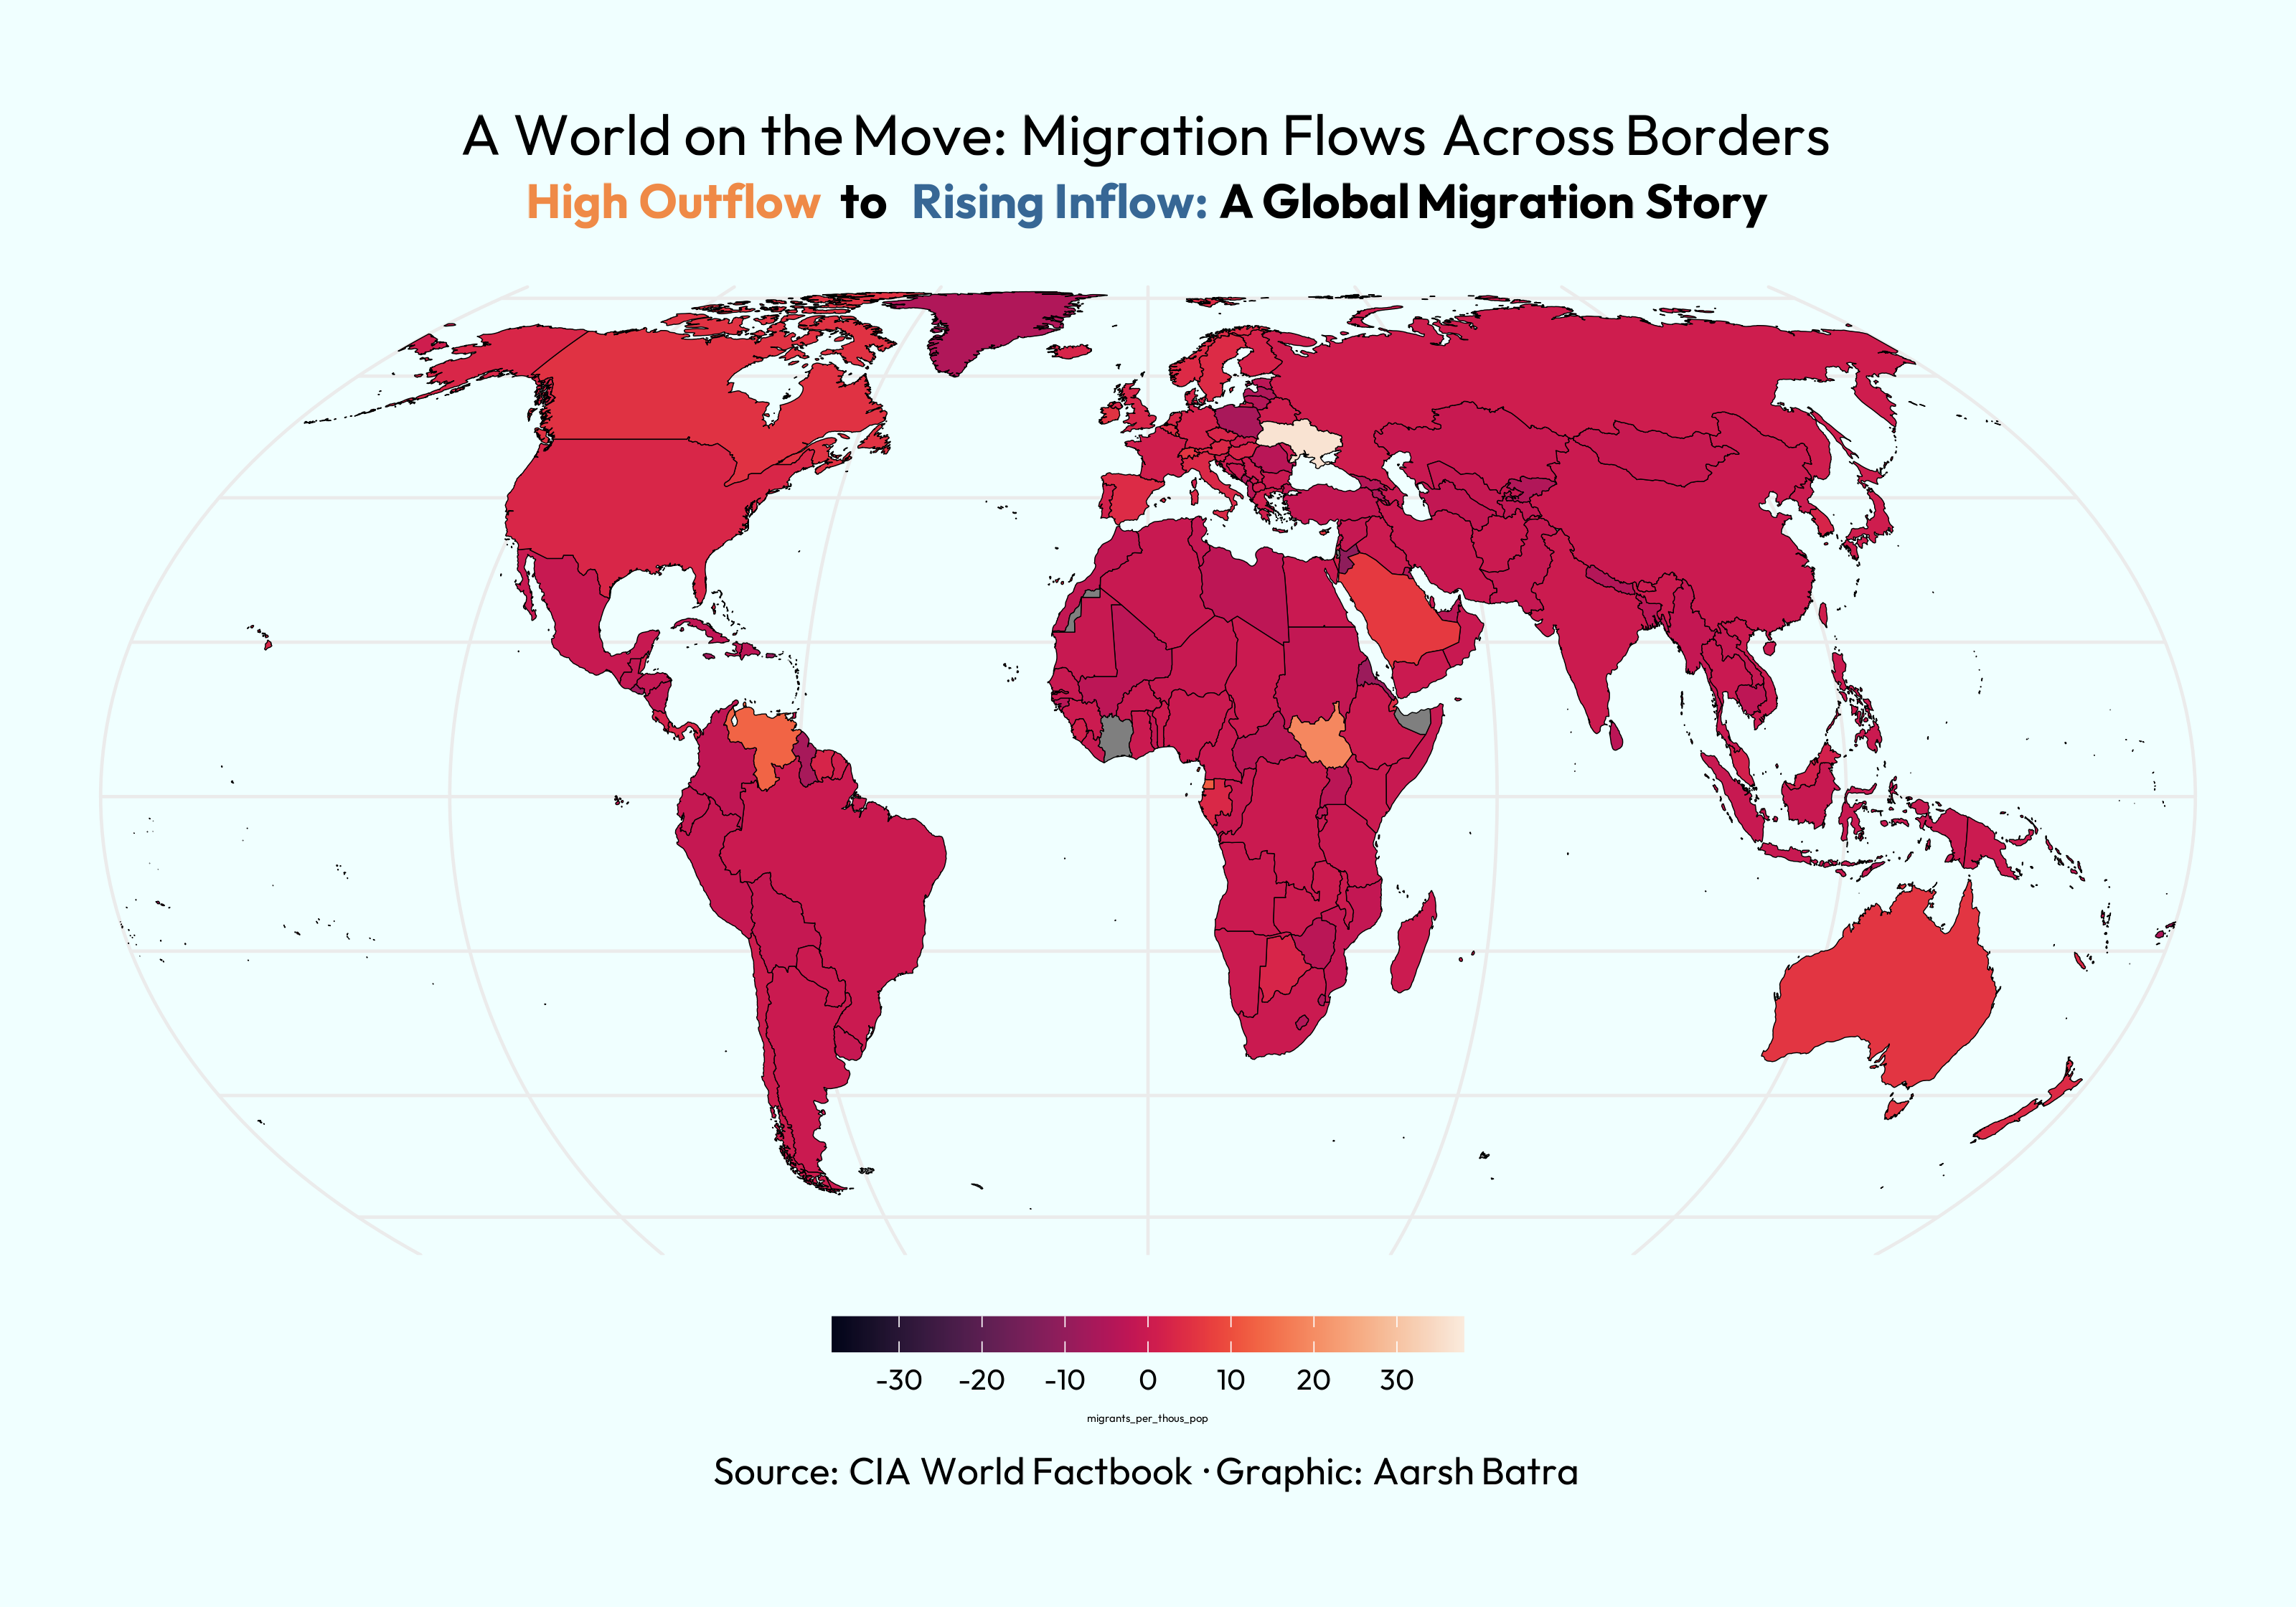 A World on the Move: Migration Flows Across Borders
High Outflow to Rising Inflow: A Global Migration Story
-30 -20 -10 0 10 20 30
migrants_per_thous_pop
Source: CIA World Factbook · Graphic: Aarsh Batra